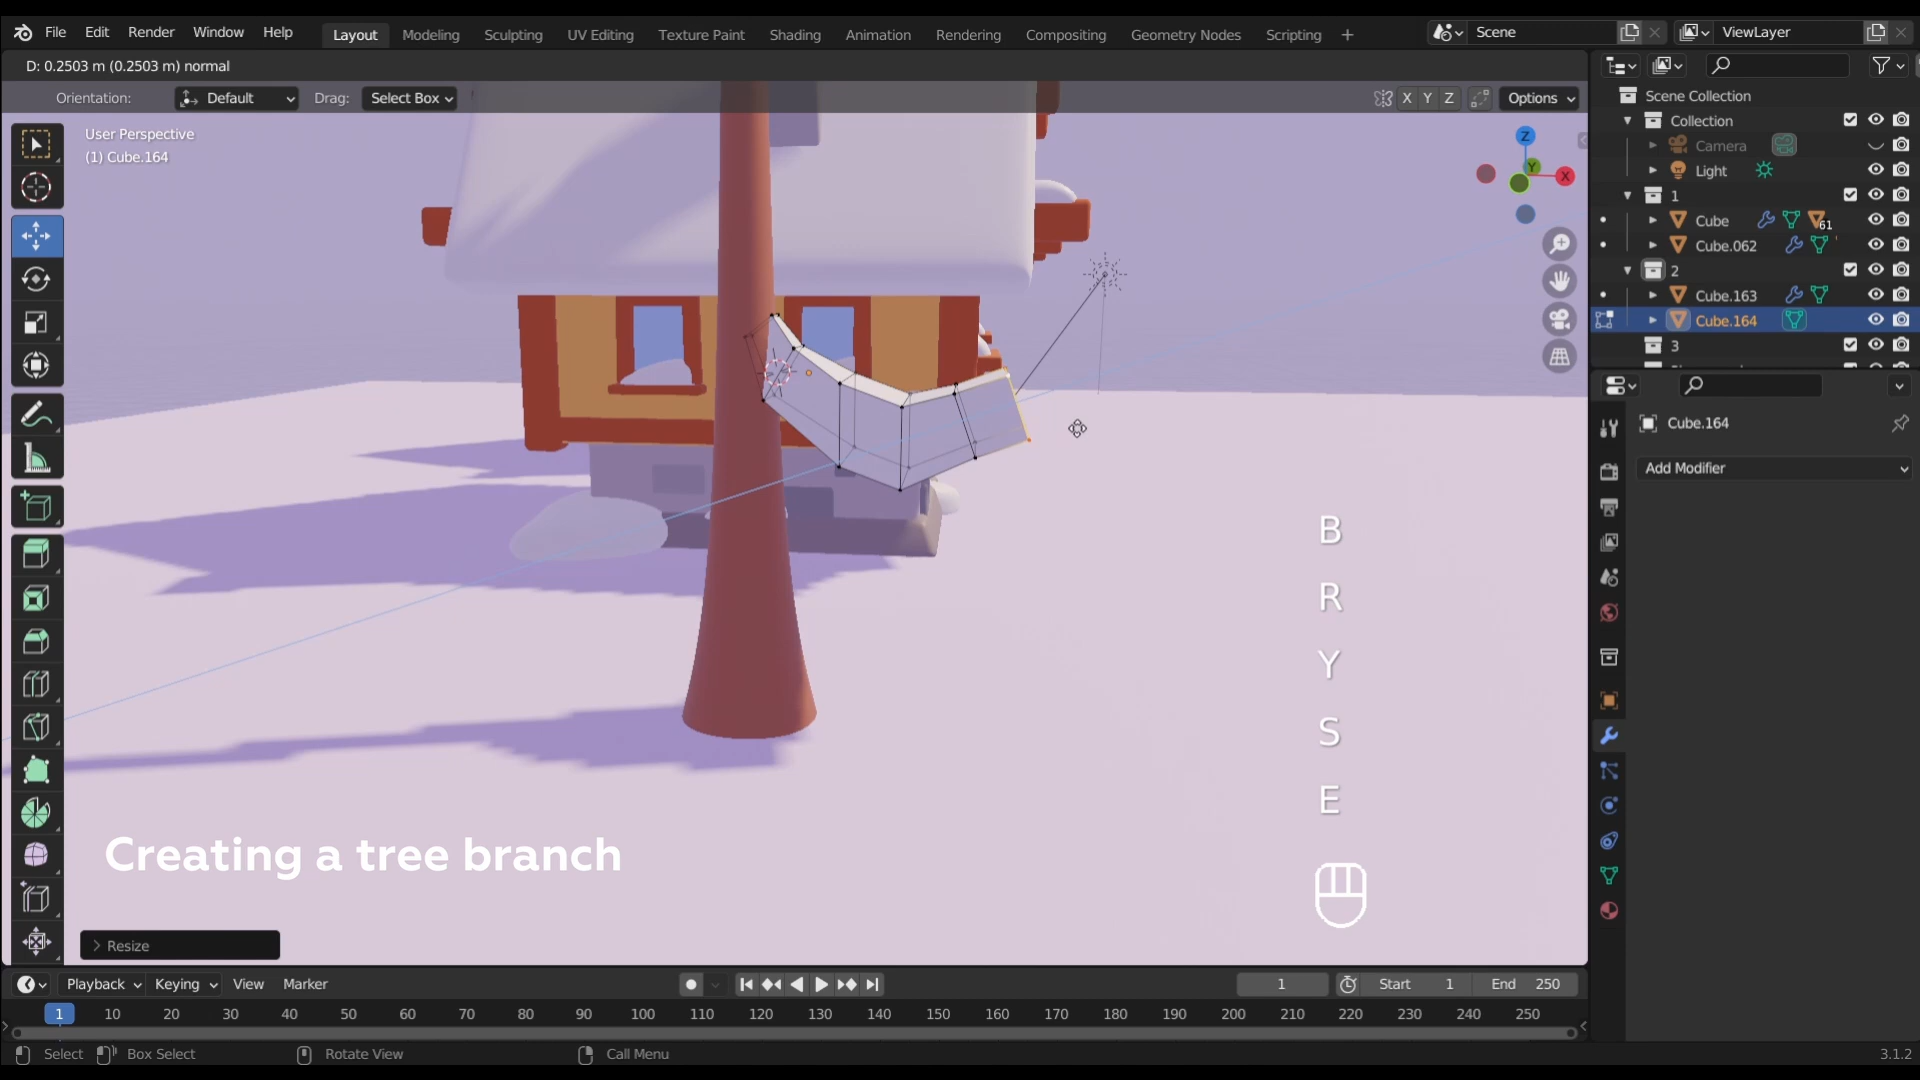 File Edit Render Window Help Layout Modeling Sculpting UV Editing Texture Paint Shading Animation Rendering Compositing Geometry Nodes Scripting + Scene ViewLayer
D: 0.2503 m (0.2503 m) normal
Orientation: Default Drag: Select Box X Y Z Options
User Perspective
(1) Cube.164
Z
Y
X
Scene Collection
Collection
Camera
Light
1
Cube 61
Cube.062
2
Cube.163
Cube.164
3
Cube.164
Add Modifier
B
R
Y
S
E
Creating a tree branch
Resize
Playback Keying View Marker 1 Start 1 End 250
1 10 20 30 40 50 60 70 80 90 100 110 120 130 140 150 160 170 180 190 200 210 220 230 240 250
Select Box Select Rotate View Call Menu 3.1.2